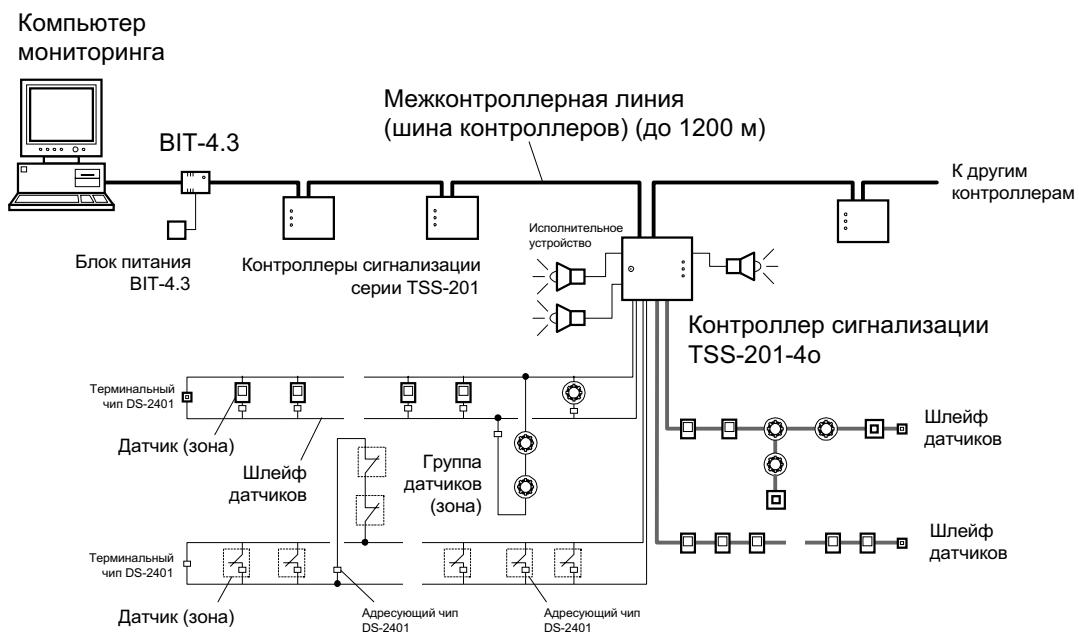 Компьютер
мониторинга
BIT-4.3
Межконтроллерная линия
(шина контроллеров) (до 1200 м)
К другим
контроллерам
Блок питания
BIT-4.3
Контроллеры сигнализации
серии TSS-201
Исполнительное
устройство
Контроллер сигнализации
TSS-201-4o
Терминальный
чип DS-2401
Датчик (зона)
Шлейф
датчиков
Группа
датчиков
(зона)
Шлейф
датчиков
Шлейф
датчиков
Терминальный
чип DS-2401
Датчик (зона)
Адресующий чип
DS-2401
Адресующий чип
DS-2401